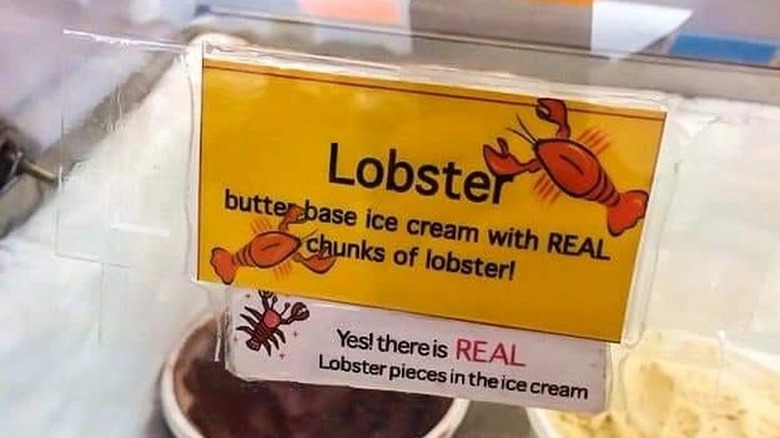 Lobster
butter base ice cream with REAL
chunks of lobster!
Yes! there is REAL
Lobster pieces in the ice cream